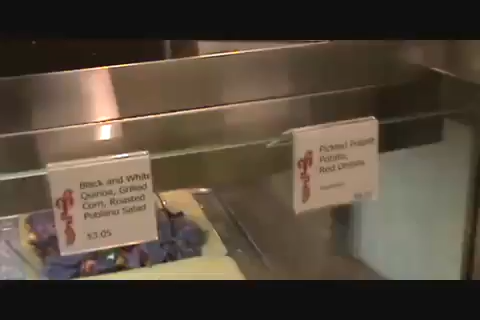 Black and White
Quinoa, Grilled
Corn, Roasted
Poblano Salad
$3.05
Pickled Purple
Potato,
Red Onions